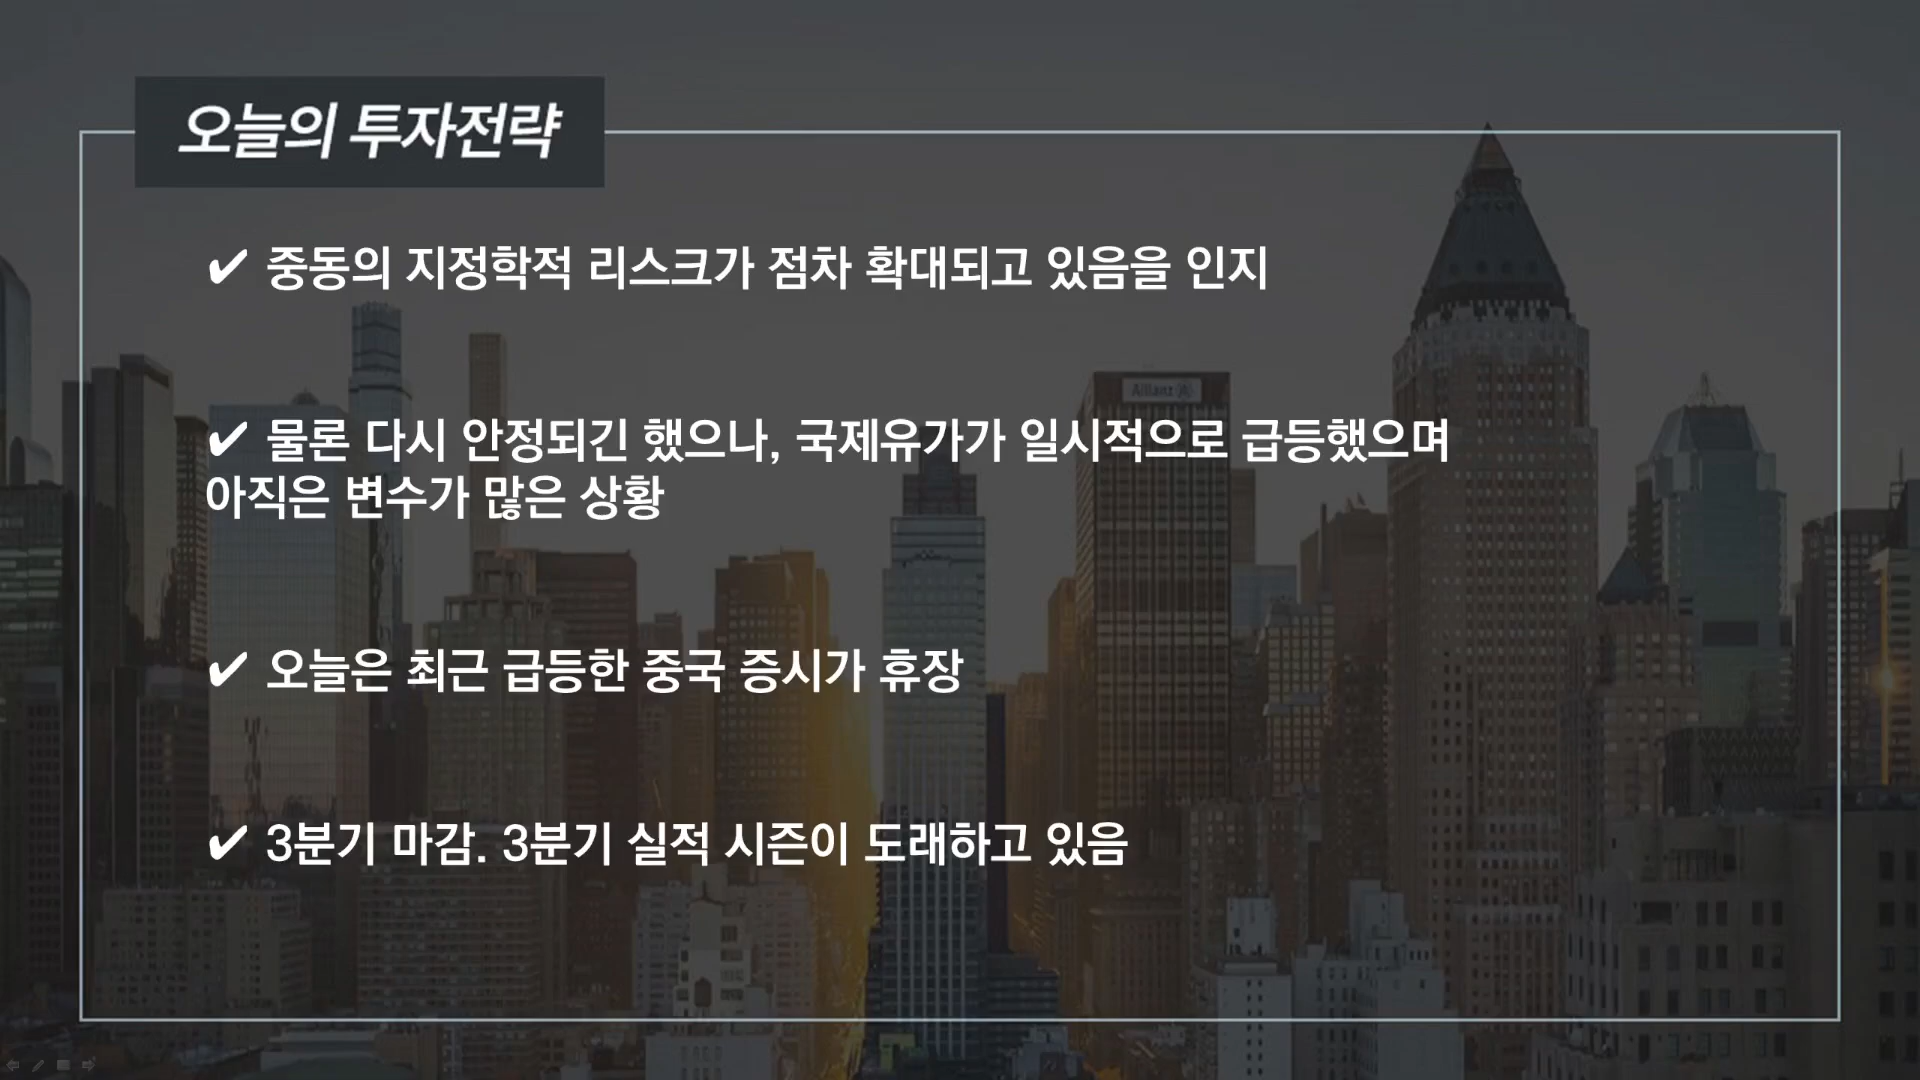 오늘의 투자전략
✔ 중동의 지정학적 리스크가 점차 확대되고 있음을 인지
Allianz
✔ 물론 다시 안정되긴 했으나, 국제유가가 일시적으로 급등했으며
아직은 변수가 많은 상황
✔ 오늘은 최근 급등한 중국 증시가 휴장
✔ 3분기 마감. 3분기 실적 시즌이 도래하고 있음